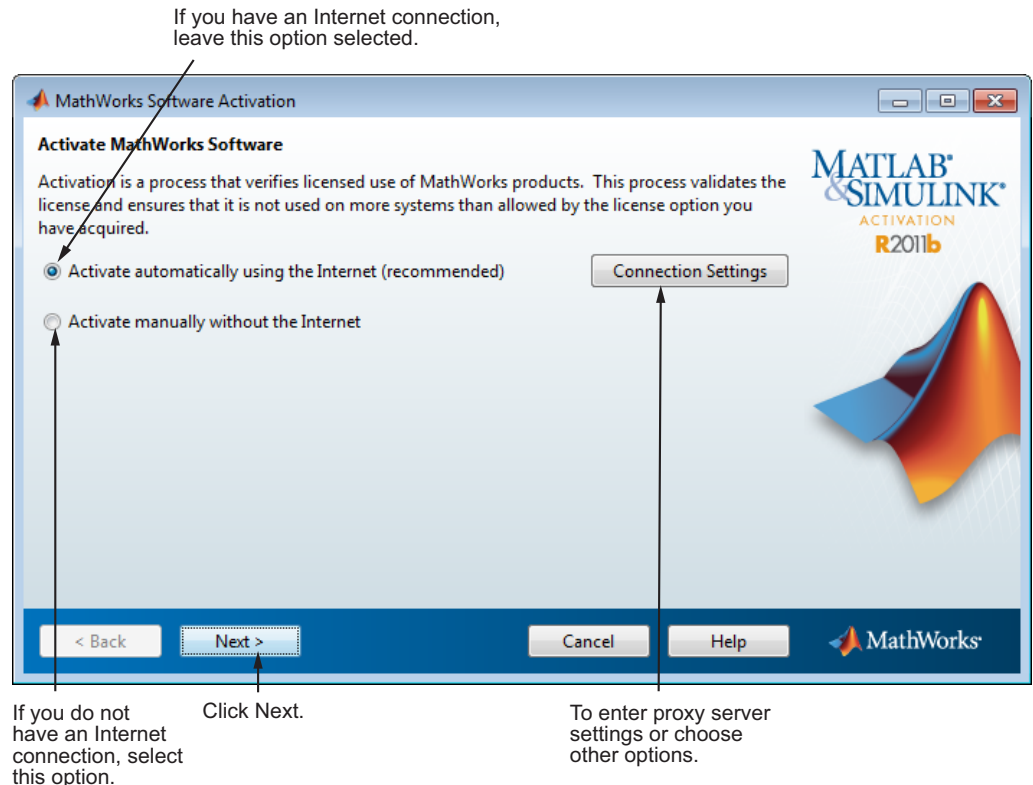 If you have an Internet connection,
leave this option selected.
MathWorks Software Activation
Activate MathWorks Software
Activation is a process that verifies licensed use of MathWorks products. This process validates the
license and ensures that it is not used on more systems than allowed by the license option you
have acquired.
MATLAB®
&SIMULINK®
ACTIVATION
R2011b
Activate automatically using the Internet (recommended)
Connection Settings
Activate manually without the Internet
< Back
Next >
Cancel
Help
MathWorks®
If you do not
have an Internet
connection, select
this option.
Click Next.
To enter proxy server
settings or choose
other options.